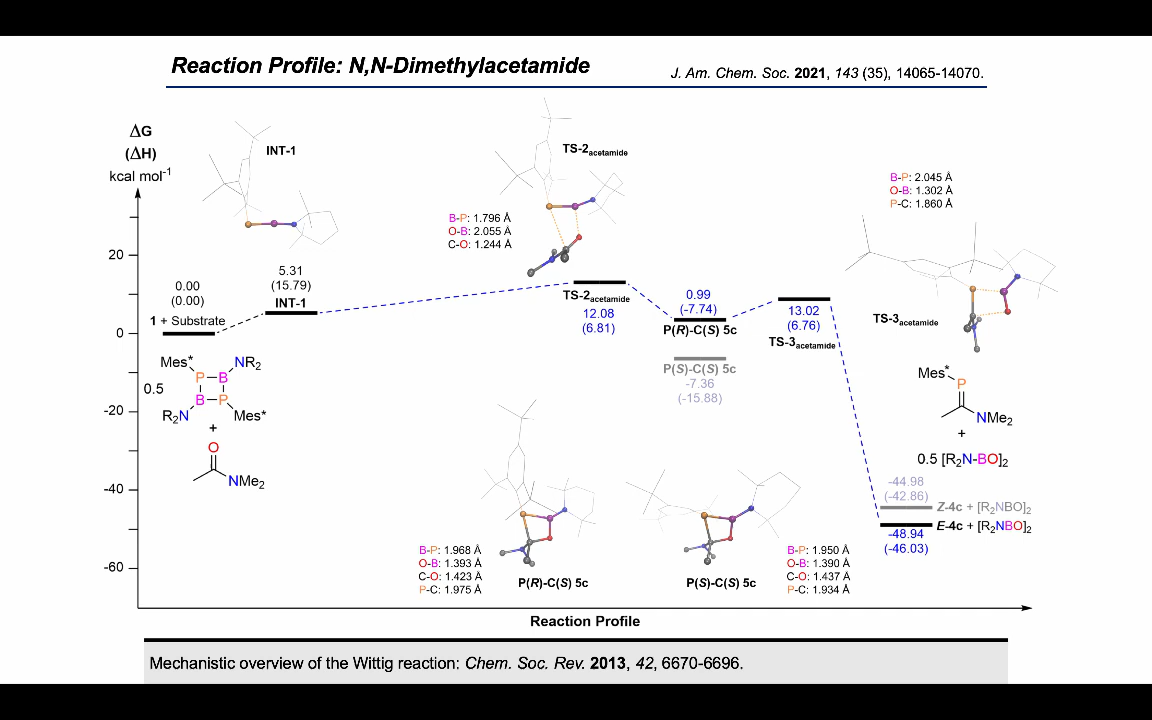 Reaction Profile: N,N-Dimethylacetamide
J. Am. Chem. Soc. 2021, 143 (35), 14065-14070.
ΔG
(ΔH)
kcal mol-1
20
0
-20
-40
-60
0.00
(0.00)
1 + Substrate
5.31
(15.79)
INT-1
INT-1
Mes*
P
B
NR2
0.5
B
P
R2N
Mes*
+
O
NMe2
TS-2acetamide
B-P: 1.796 Å
O-B: 2.055 Å
C-O: 1.244 Å
TS-2acetamide
12.08
(6.81)
0.99
(-7.74)
P(R)-C(S) 5c
P(S)-C(S) 5c
-7.36
(-15.88)
13.02
(6.76)
TS-3acetamide
B-P: 2.045 Å
O-B: 1.302 Å
P-C: 1.860 Å
TS-3acetamide
Mes*
P
NMe2
+
0.5 [R2N-BO]2
-44.98
(-42.86)
Z-4c + [R2NBO]2
E-4c + [R2NBO]2
-48.94
(-46.03)
B-P: 1.968 Å
O-B: 1.393 Å
C-O: 1.423 Å
P-C: 1.975 Å
P(R)-C(S) 5c
P(S)-C(S) 5c
B-P: 1.950 Å
O-B: 1.390 Å
C-O: 1.437 Å
P-C: 1.934 Å
Reaction Profile
Mechanistic overview of the Wittig reaction: Chem. Soc. Rev. 2013, 42, 6670-6696.